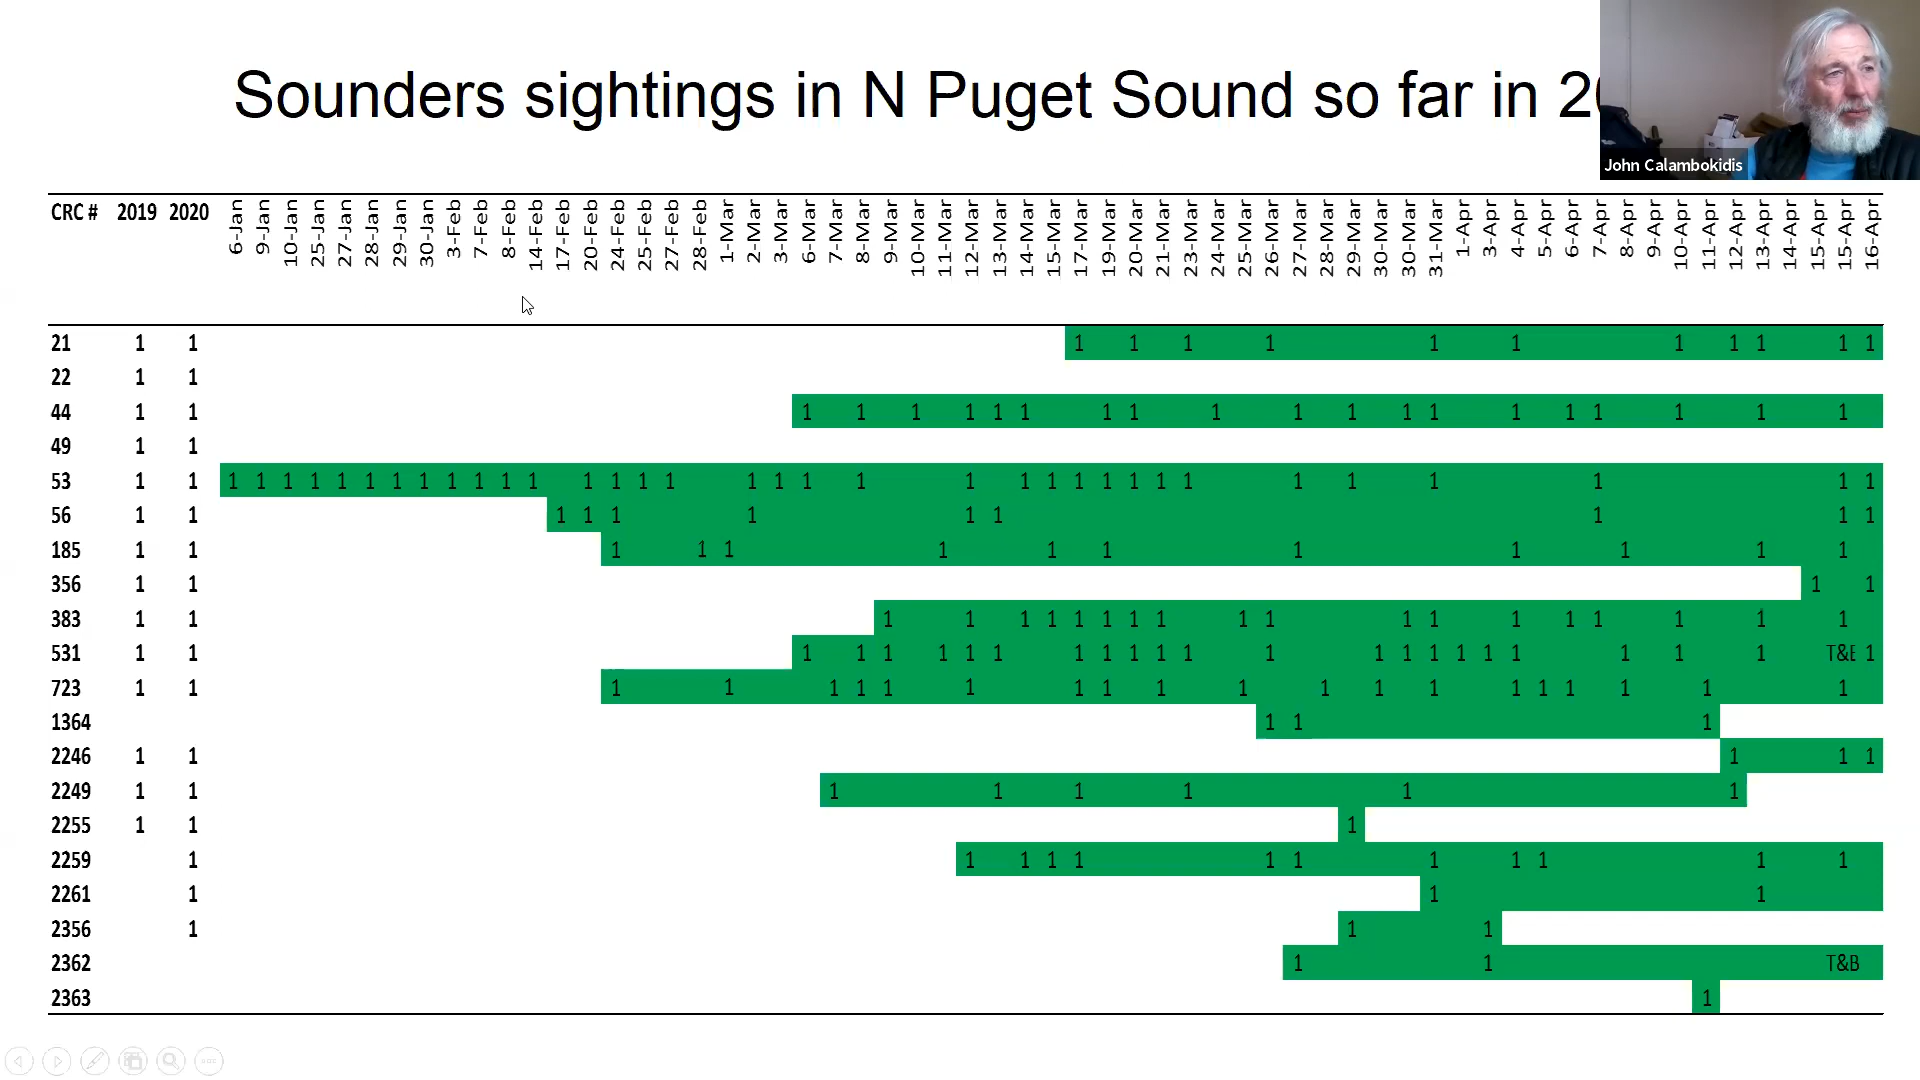 Sounders sightings in N Puget Sound so far in
John Calambokidis
CRC # 2019 2020 6-Jan 9-Jan 10-Jan 25-Jan 27-Jan 28-Jan 29-Jan 30-Jan 3-Feb 7-Feb 8-Feb 14-Feb 17-Feb 20-Feb 24-Feb 25-Feb 27-Feb 28-Feb 1-Mar 2-Mar 3-Mar 6-Mar 7-Mar 8-Mar 9-Mar 10-Mar 11-Mar 12-Mar 13-Mar 14-Mar 15-Mar 17-Mar 19-Mar 20-Mar 21-Mar 23-Mar 24-Mar 25-Mar 26-Mar 27-Mar 28-Mar 29-Mar 30-Mar 30-Mar 31-Mar 1-Apr 3-Apr 4-Apr 5-Apr 6-Apr 7-Apr 8-Apr 9-Apr 10-Apr 11-Apr 12-Apr 13-Apr 14-Apr 15-Apr 15-Apr 16-Apr
21 1 1 1 1 1 1 1 1 1 1 1 1 1
22 1 1
44 1 1 1 1 1 1 1 1 1 1 1 1 1 1 1 1 1 1 1 1 1
49 1 1
53 1 1 1 1 1 1 1 1 1 1 1 1 1 1 1 1 1 1 1 1 1 1 1 1 1 1 1 1 1 1 1 1 1 1 1 1
56 1 1 1 1 1 1 1 1 1 1 1
185 1 1 1 1 1 1 1 1 1 1 1 1 1
356 1 1 1 1
383 1 1 1 1 1 1 1 1 1 1 1 1 1 1 1 1 1 1 1 1
531 1 1 1 1 1 1 1 1 1 1 1 1 1 1 1 1 1 1 1 1 1 1 1 T&E 1
723 1 1 1 1 1 1 1 1 1 1 1 1 1 1 1 1 1 1 1 1 1
1364 1 1 1
2246 1 1 1 1 1
2249 1 1 1 1 1 1 1 1
2255 1 1 1
2259 1 1 1 1 1 1 1 1 1 1 1 1
2261 1 1 1
2356 1 1 1
2362 1 1 T&B
2363 1